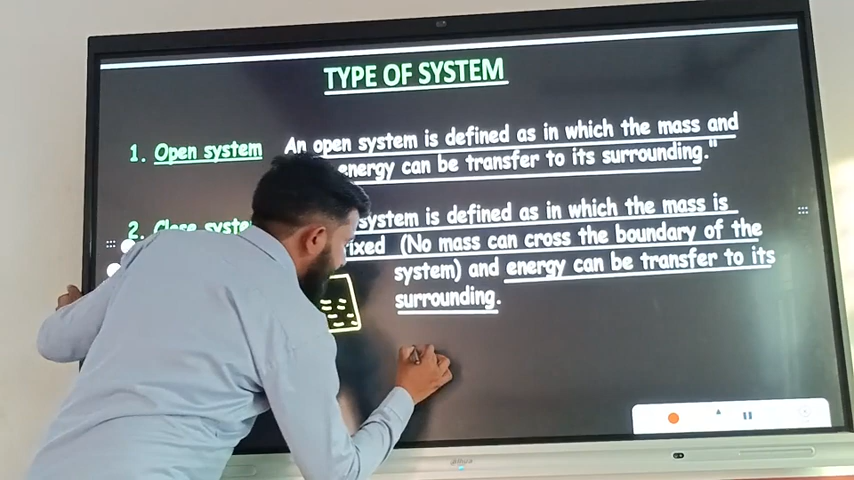 TYPE OF SYSTEM
1. Open system An open system is defined as in which the mass and
energy can be transfer to its surrounding."
2. Close system is defined as in which the mass is
(No mass can cross the boundary of the
system) and energy can be transfer to its
surrounding.